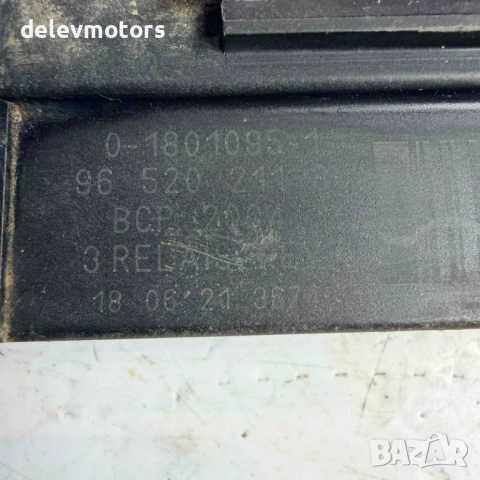 delevmotors
0-1801095-1
96 520 211
BCP
3 RELAIS
18 06 21
BAZAR